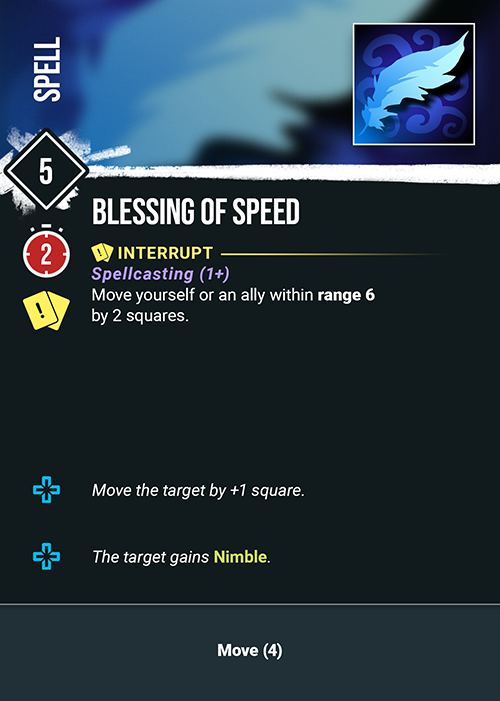 SPELL
5
BLESSING OF SPEED
2
! INTERRUPT
Spellcasting (1+)
Move yourself or an ally within range 6
by 2 squares.
!
Move the target by +1 square.
The target gains Nimble.
Move (4)